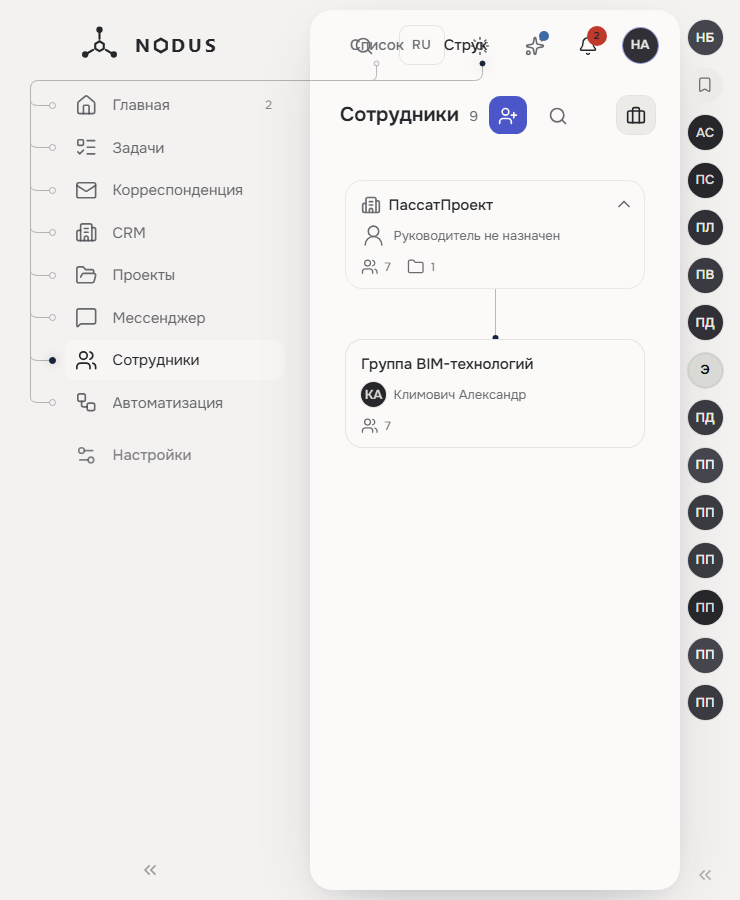 NODUS
Главная 2
Задачи
Корреспонденция
CRM
Проекты
Мессенджер
Сотрудники
Автоматизация
Настройки
Список RU Струк 2 НА
Сотрудники 9
ПассатПроект
Руководитель не назначен
7 1
Группа BIM-технологий
КА Климович Александр
7
НБ
АС
ПС
ПЛ
ПВ
ПД
Э
ПД
ПП
ПП
ПП
ПП
ПП
ПП